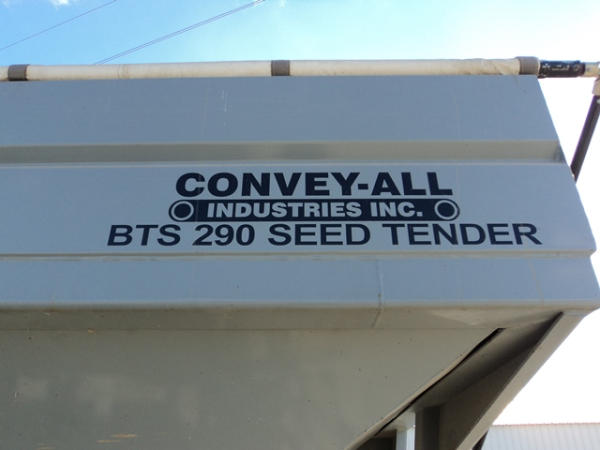 CONVEY-ALL
INDUSTRIES INC.
BTS 290 SEED TENDER